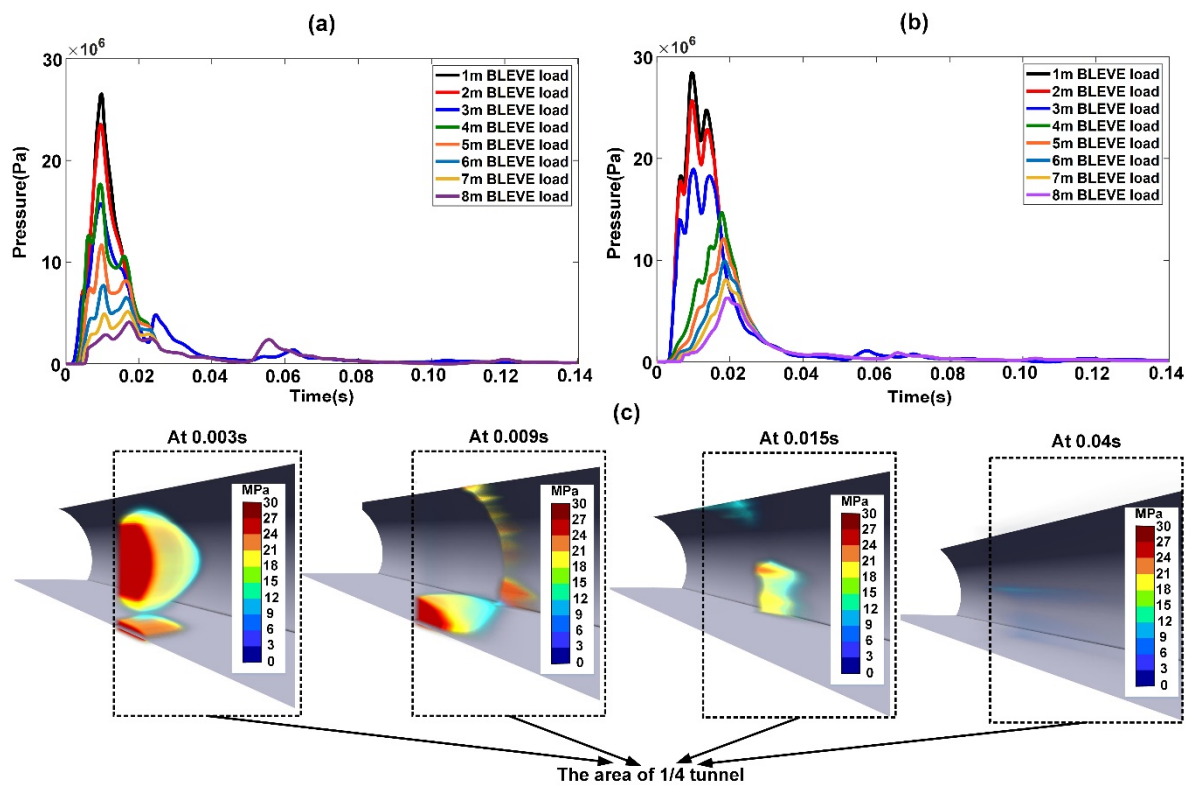 (a)
×10⁶
30
20
10
0
Pressure(Pa)
0 0.02 0.04 0.06 0.08 0.10 0.12 0.14
Time(s)
1m BLEVE load
2m BLEVE load
3m BLEVE load
4m BLEVE load
5m BLEVE load
6m BLEVE load
7m BLEVE load
8m BLEVE load
(b)
×10⁶
30
20
10
0
Pressure(Pa)
0 0.02 0.04 0.06 0.08 0.10 0.12 0.14
Time(s)
1m BLEVE load
2m BLEVE load
3m BLEVE load
4m BLEVE load
5m BLEVE load
6m BLEVE load
7m BLEVE load
8m BLEVE load
(c)
At 0.003s
MPa
30
27
24
21
18
15
12
9
6
3
0
At 0.009s
MPa
30
27
24
21
18
15
12
9
6
3
0
At 0.015s
MPa
30
27
24
21
18
15
12
9
6
3
0
At 0.04s
MPa
30
27
24
21
18
15
12
9
6
3
0
The area of 1/4 tunnel